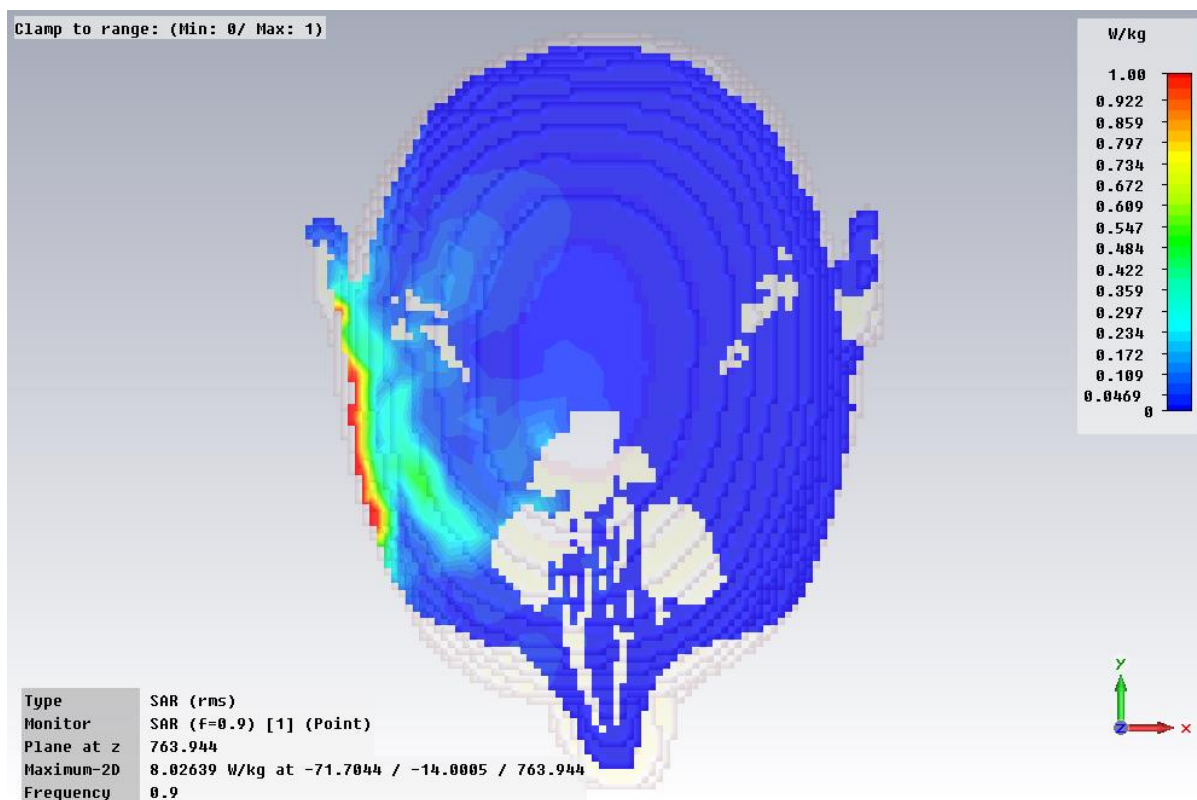 Clamp to range: (Min: 0/ Max: 1)
W/kg
1.00
0.922
0.859
0.797
0.734
0.672
0.609
0.547
0.484
0.422
0.359
0.297
0.234
0.172
0.109
0.0469
0
y
x
z
Type SAR (rms)
Monitor SAR (f=0.9) [1] (Point)
Plane at z 763.944
Maximum-2D 8.02639 W/kg at -71.7044 / -14.0005 / 763.944
Frequency 0.9